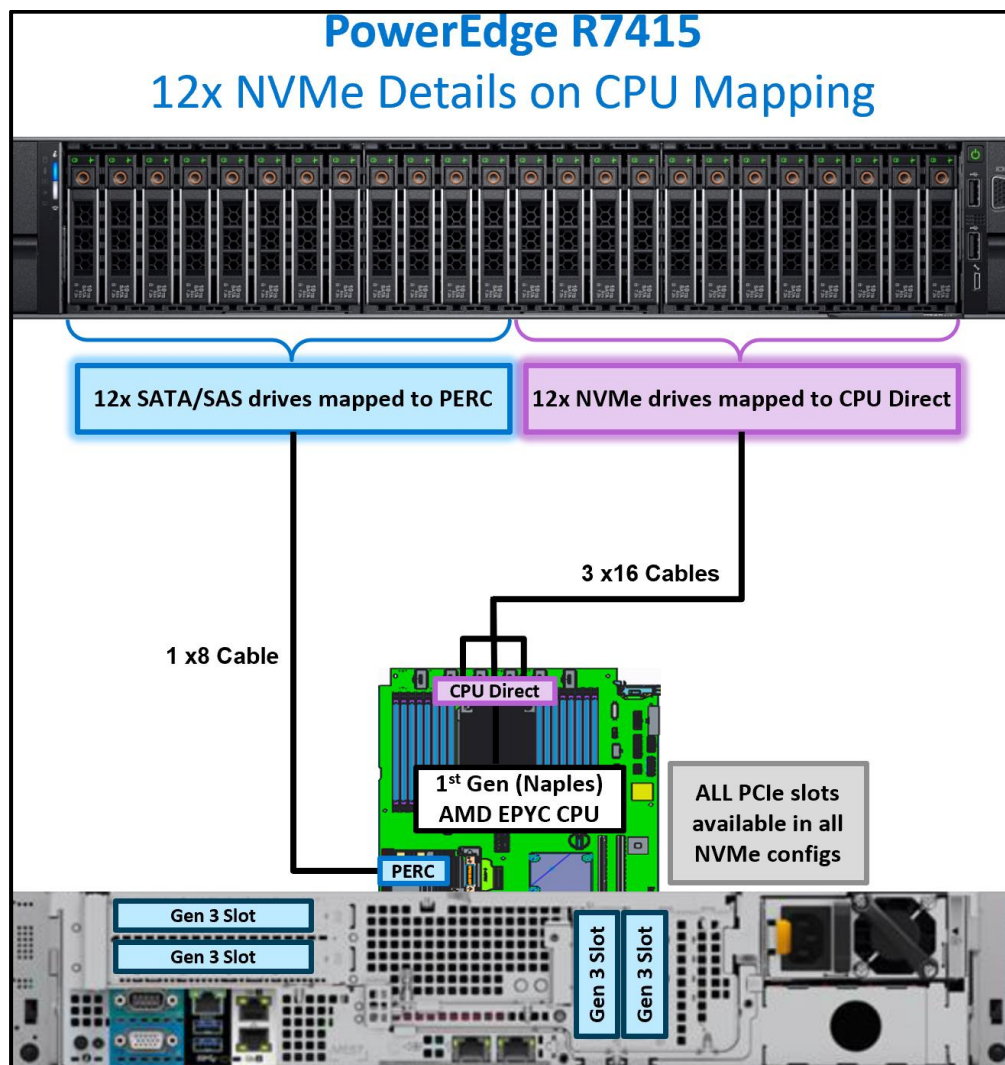 PowerEdge R7415
12x NVMe Details on CPU Mapping
12x SATA/SAS drives mapped to PERC
12x NVMe drives mapped to CPU Direct
3 x16 Cables
1 x8 Cable
CPU Direct
1st Gen (Naples)
AMD EPYC CPU
ALL PCIe slots
available in all
NVMe configs
PERC
Gen 3 Slot
Gen 3 Slot
Gen 3 Slot
Gen 3 Slot